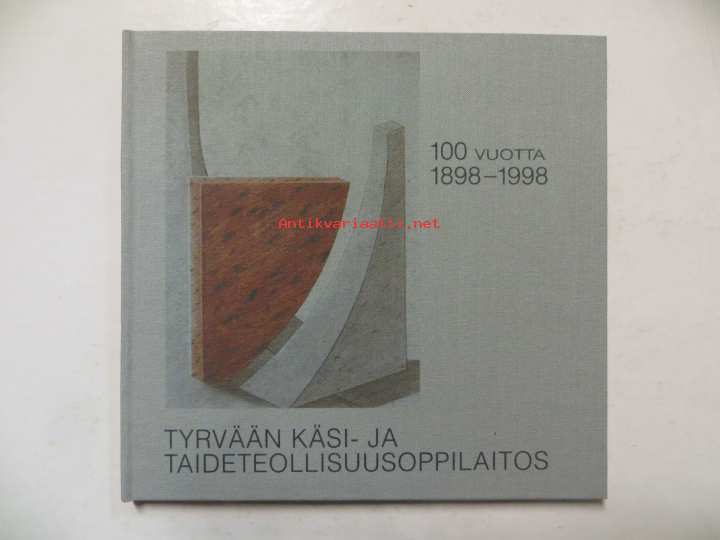 100 VUOTTA
1898–1998
Antikvariaatti.net
TYRVÄÄN KÄSI- JA
TAIDETEOLLISUUSOPPILAITOS